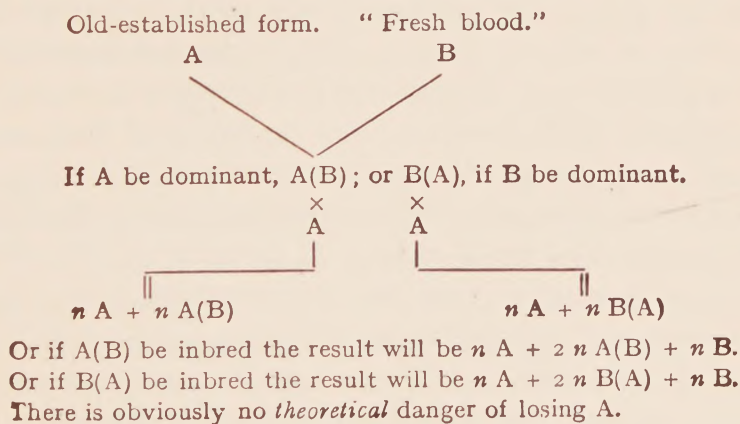 Old-established form. “Fresh blood.”
A B
If A be dominant, A(B); or B(A), if B be dominant.
× ×
A A
n A + n A(B) n A + n B(A)
Or if A(B) be inbred the result will be n A + 2 n A(B) + n B.
Or if B(A) be inbred the result will be n A + 2 n B(A) + n B.
There is obviously no theoretical danger of losing A.